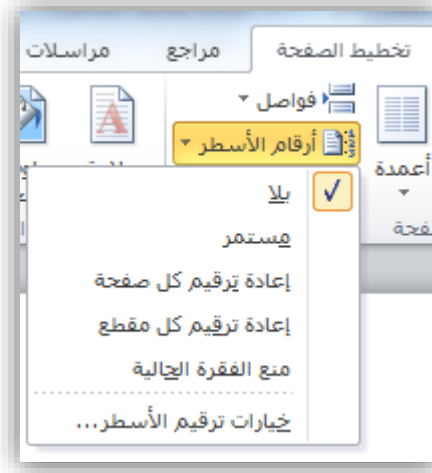 تخطيط الصفحة مراجع مراسلات
فواصل
أرقام الأسطر
أعمدة
بلا
مستمر
إعادة ترقيم كل صفحة
إعادة ترقيم كل مقطع
منع الفقرة الحالية
خيارات ترقيم الأسطر...